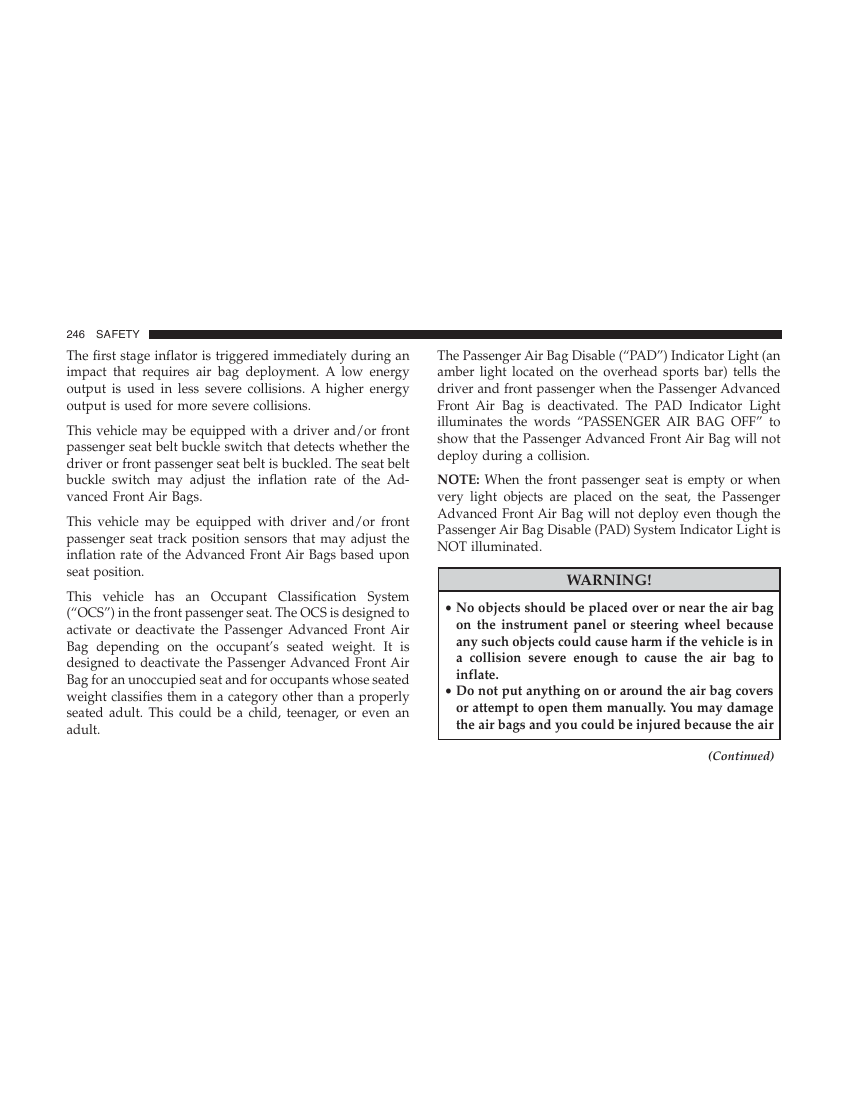 246 SAFETY
The first stage inflator is triggered immediately during an
impact that requires air bag deployment. A low energy
output is used in less severe collisions. A higher energy
output is used for more severe collisions.
This vehicle may be equipped with a driver and/or front
passenger seat belt buckle switch that detects whether the
driver or front passenger seat belt is buckled. The seat belt
buckle switch may adjust the inflation rate of the Ad-
vanced Front Air Bags.
This vehicle may be equipped with driver and/or front
passenger seat track position sensors that may adjust the
inflation rate of the Advanced Front Air Bags based upon
seat position.
This vehicle has an Occupant Classification System
(“OCS”) in the front passenger seat. The OCS is designed to
activate or deactivate the Passenger Advanced Front Air
Bag depending on the occupant’s seated weight. It is
designed to deactivate the Passenger Advanced Front Air
Bag for an unoccupied seat and for occupants whose seated
weight classifies them in a category other than a properly
seated adult. This could be a child, teenager, or even an
adult.
The Passenger Air Bag Disable (“PAD”) Indicator Light (an
amber light located on the overhead sports bar) tells the
driver and front passenger when the Passenger Advanced
Front Air Bag is deactivated. The PAD Indicator Light
illuminates the words “PASSENGER AIR BAG OFF” to
show that the Passenger Advanced Front Air Bag will not
deploy during a collision.
NOTE: When the front passenger seat is empty or when
very light objects are placed on the seat, the Passenger
Advanced Front Air Bag will not deploy even though the
Passenger Air Bag Disable (PAD) System Indicator Light is
NOT illuminated.
WARNING!
• No objects should be placed over or near the air bag
on the instrument panel or steering wheel because
any such objects could cause harm if the vehicle is in
a collision severe enough to cause the air bag to
inflate.
• Do not put anything on or around the air bag covers
or attempt to open them manually. You may damage
the air bags and you could be injured because the air
(Continued)